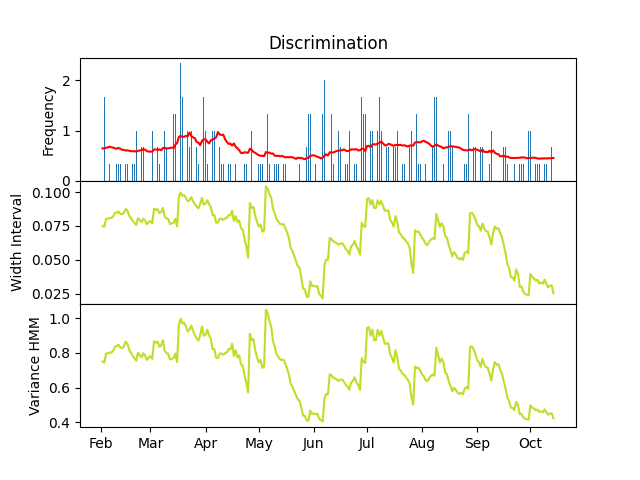 Discrimination
Frequency
2
1
0
Width Interval
0.100
0.075
0.050
0.025
Variance HMM
1.0
0.8
0.6
0.4
Feb Mar Apr May Jun Jul Aug Sep Oct